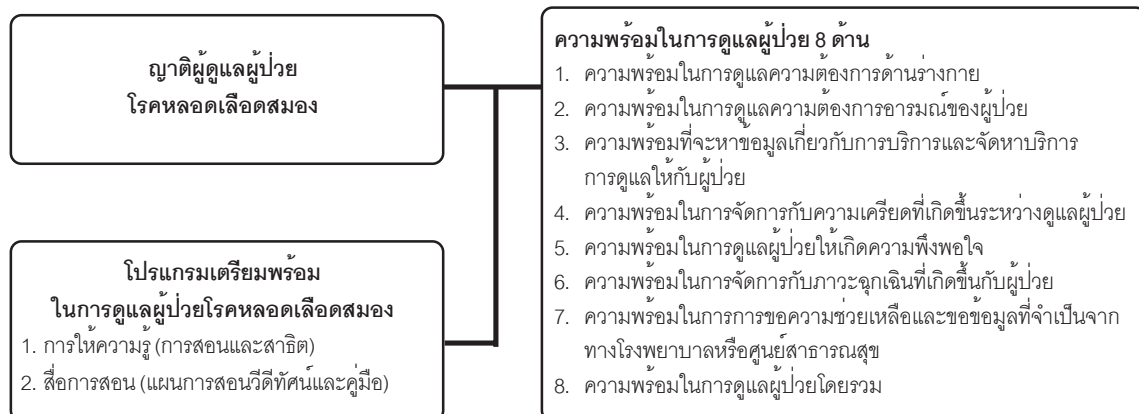 ญาติผู้ดูแลผู้ป่วย
โรคหลอดเลือดสมอง
โปรแกรมเตรียมพร้อม
ในการดูแลผู้ป่วยโรคหลอดเลือดสมอง
1. การให้ความรู้ (การสอนและสาธิต)
2. สื่อการสอน (แผนการสอนวีดีทัศน์และคู่มือ)
ความพร้อมในการดูแลผู้ป่วย 8 ด้าน
1. ความพร้อมในการดูแลความต้องการด้านร่างกาย
2. ความพร้อมในการดูแลความต้องการอารมณ์ของผู้ป่วย
3. ความพร้อมที่จะหาข้อมูลเกี่ยวกับการบริการและจัดหาบริการ
การดูแลให้กับผู้ป่วย
4. ความพร้อมในการจัดการกับความเครียดที่เกิดขึ้นระหว่างดูแลผู้ป่วย
5. ความพร้อมในการดูแลผู้ป่วยให้เกิดความพึงพอใจ
6. ความพร้อมในการจัดการกับภาวะฉุกเฉินที่เกิดขึ้นกับผู้ป่วย
7. ความพร้อมในการการขอความช่วยเหลือและขอข้อมูลที่จำเป็นจาก
ทางโรงพยาบาลหรือศูนย์สาธารณสุข
8. ความพร้อมในการดูแลผู้ป่วยโดยรวม